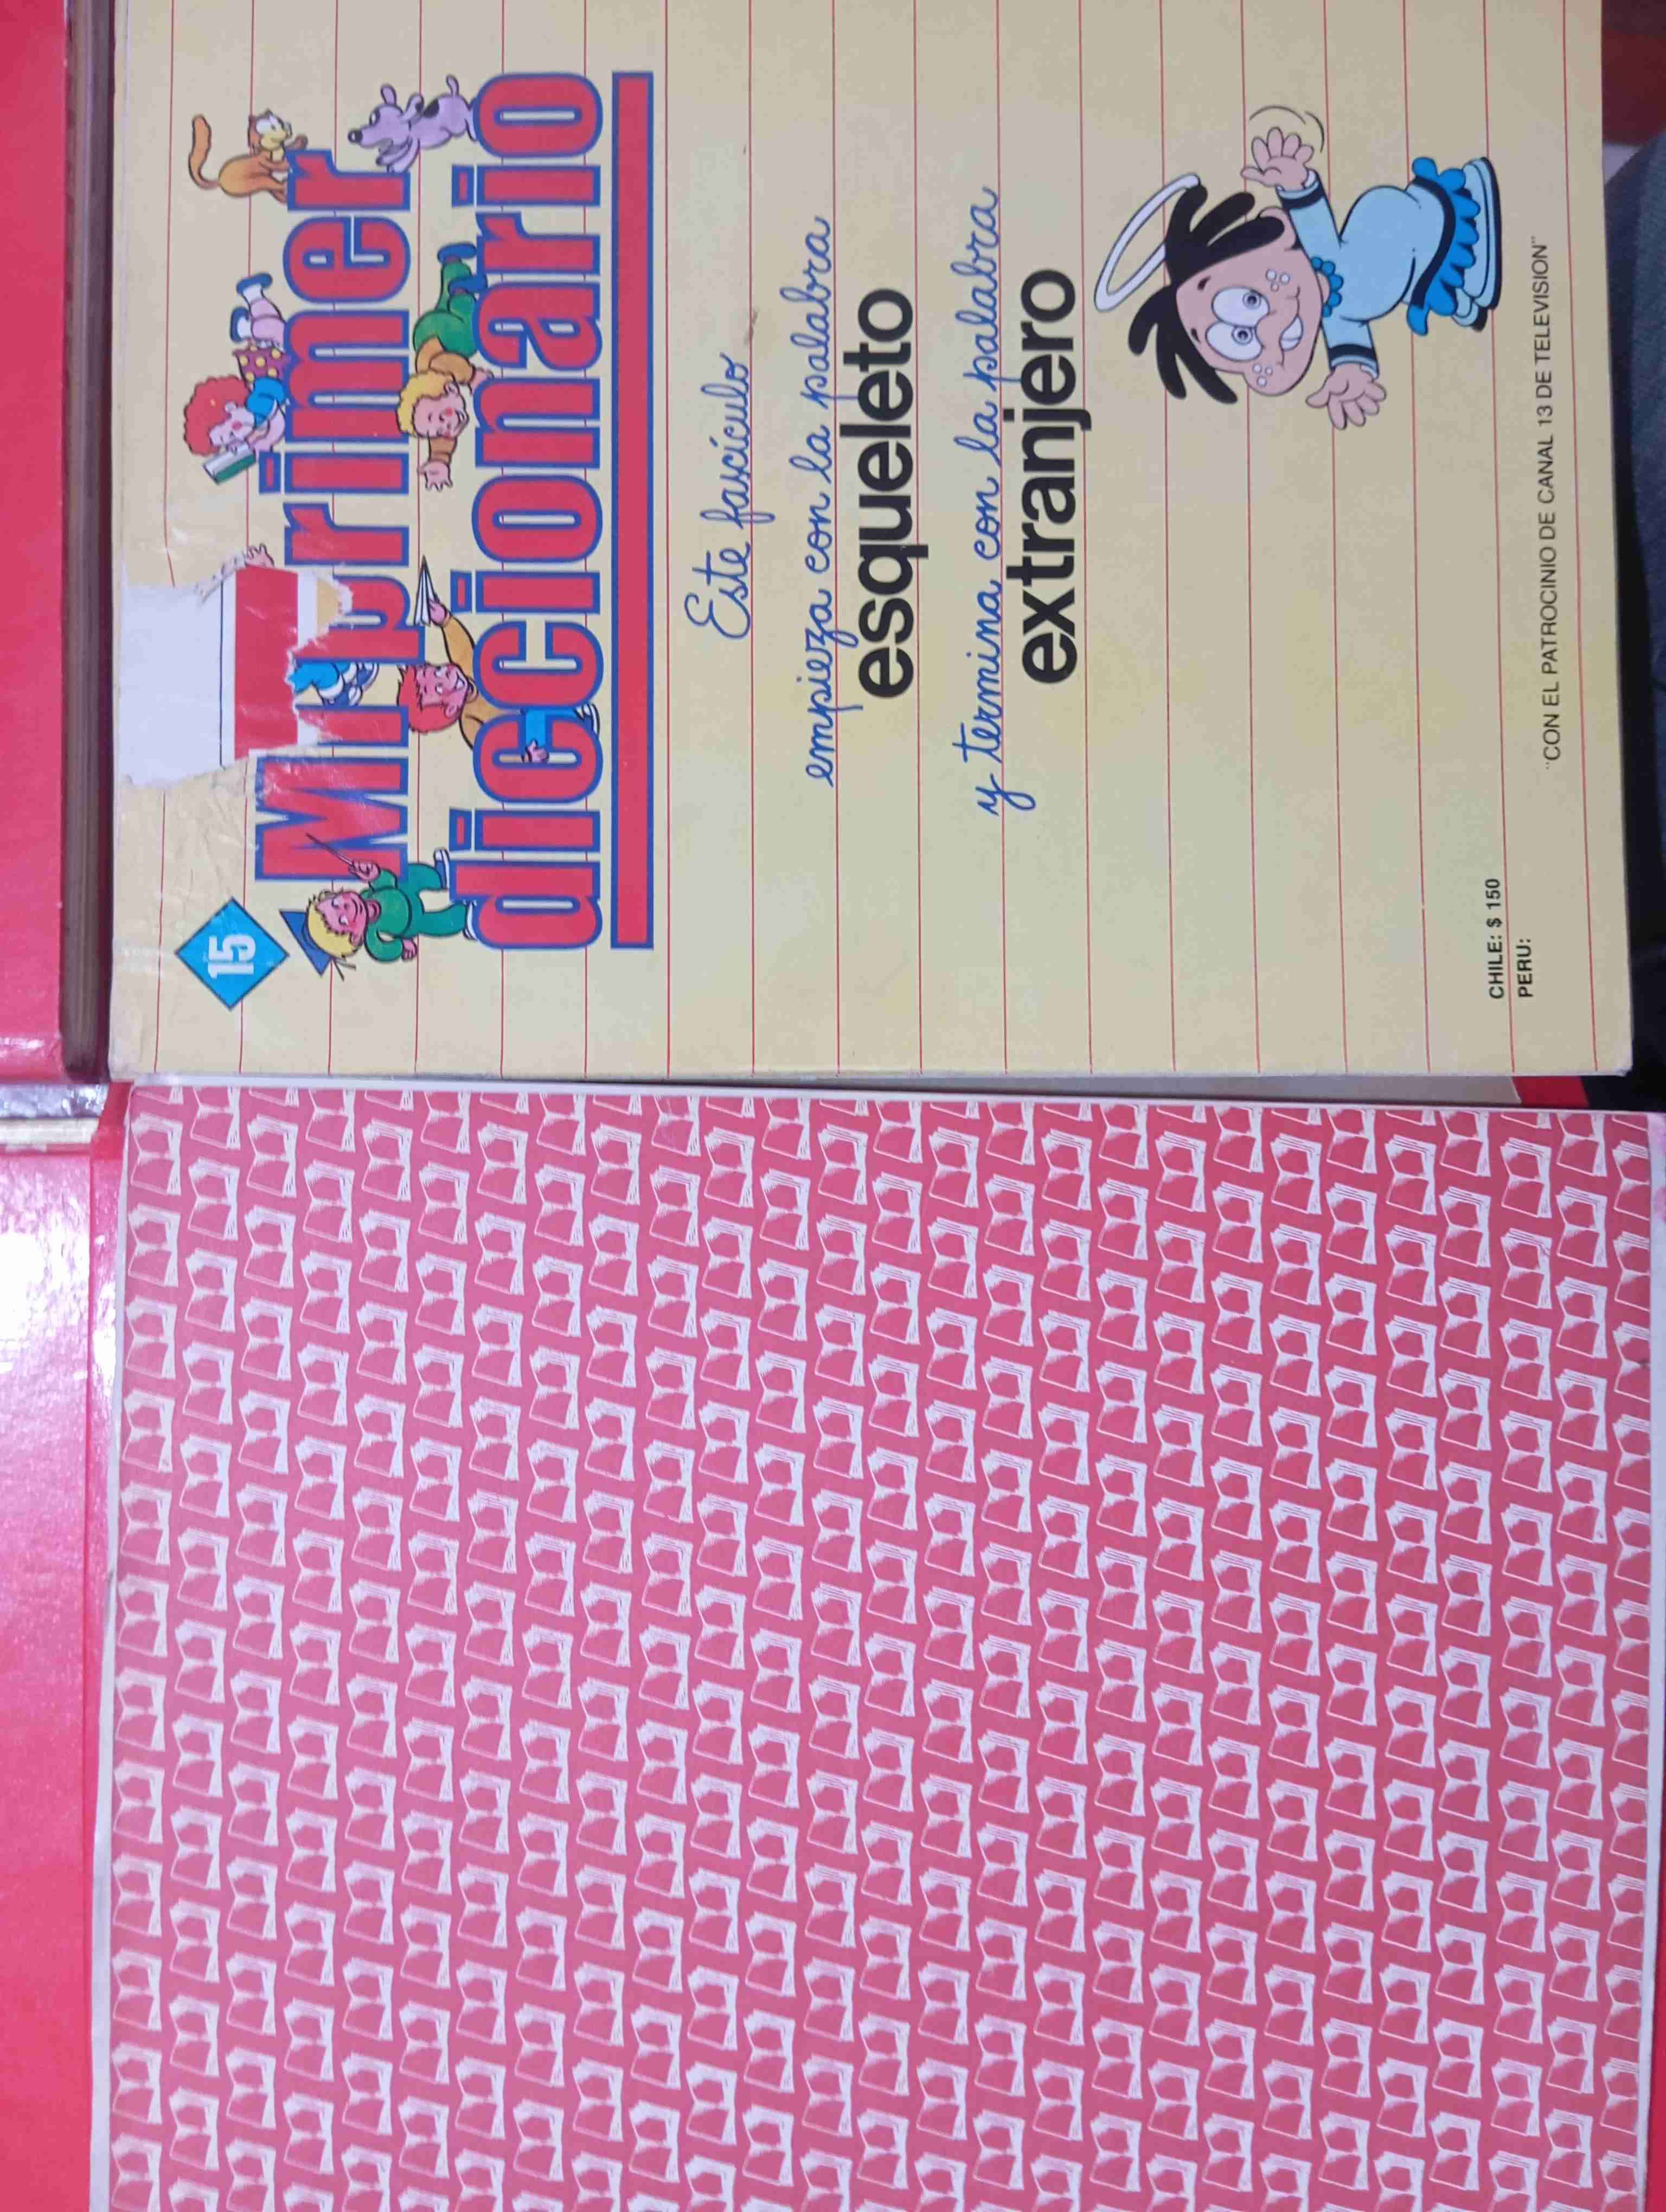 15
Mi primer
diccionario
Este fascículo
empieza con la palabra
esqueleto
y termina con la palabra
extranjero
CHILE: $ 150
PERU:
"CON EL PATROCINIO DE CANAL 13 DE TELEVISION"